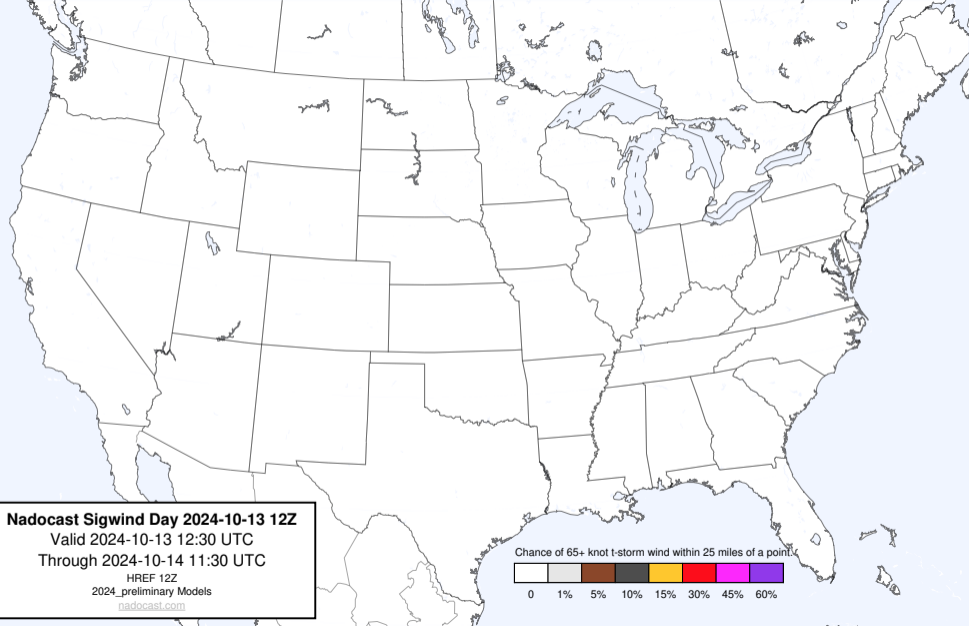 Nadocast Sigwind Day 2024-10-13 12Z
Valid 2024-10-13 12:30 UTC
Through 2024-10-14 11:30 UTC
HREF 12Z
2024_preliminary Models
nadocast.com
Chance of 65+ knot t-storm wind within 25 miles of a point.
0 1% 5% 10% 15% 30% 45% 60%